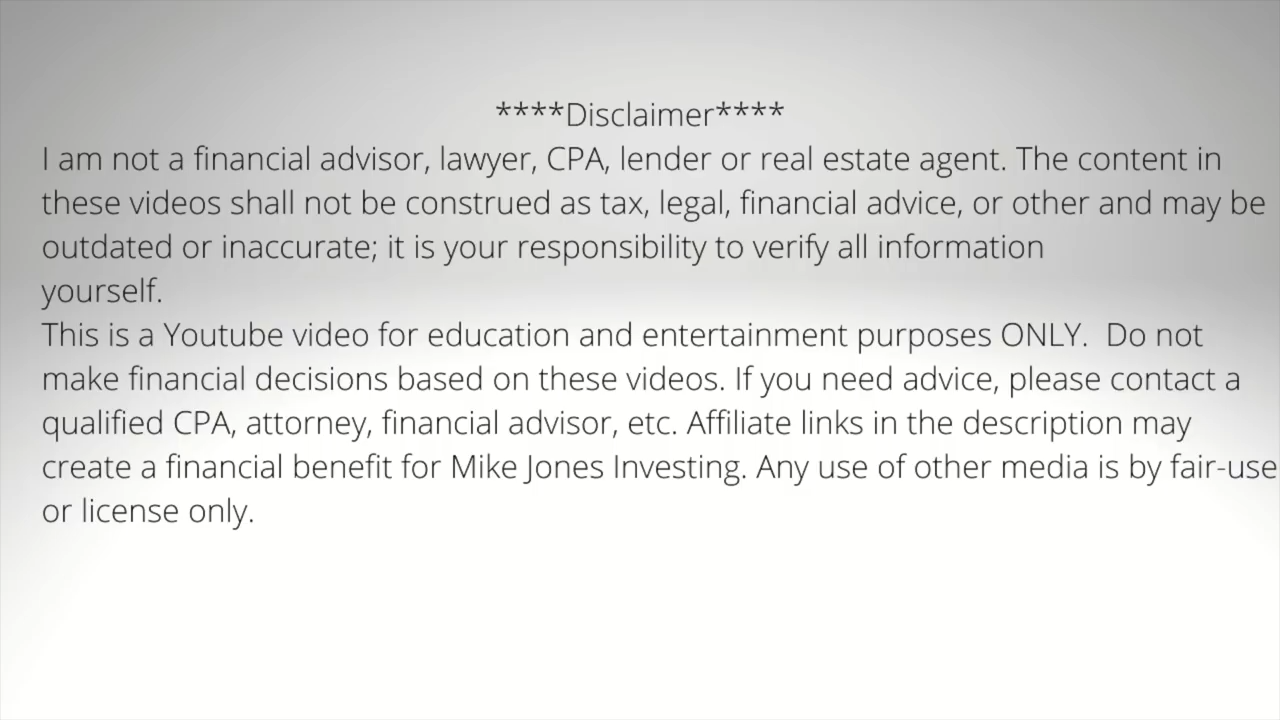 ****Disclaimer****
I am not a financial advisor, lawyer, CPA, lender or real estate agent. The content in
these videos shall not be construed as tax, legal, financial advice, or other and may be
outdated or inaccurate; it is your responsibility to verify all information
yourself.
This is a Youtube video for education and entertainment purposes ONLY.  Do not
make financial decisions based on these videos. If you need advice, please contact a
qualified CPA, attorney, financial advisor, etc. Affiliate links in the description may
create a financial benefit for Mike Jones Investing. Any use of other media is by fair-use
or license only.